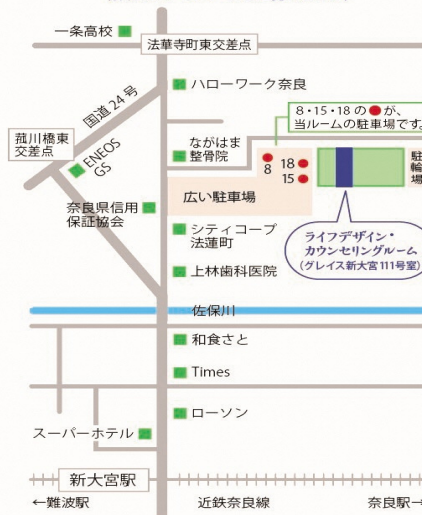 一条高校
法華寺町東交差点
国道24号
ハローワーク奈良
8・15・18の●が、
当ルームの駐車場です。
菰川橋東
交差点
ENEOS
GS
ながはま
整骨院
8
18
15
駐
輪
場
広い駐車場
奈良県信用
保証協会
シティコープ
法蓮町
ライフデザイン・
カウンセリングルーム
(グレイス新大宮111号室)
上林歯科医院
佐保川
和食さと
Times
ローソン
スーパーホテル
新大宮駅
←難波駅
近鉄奈良線
奈良駅→